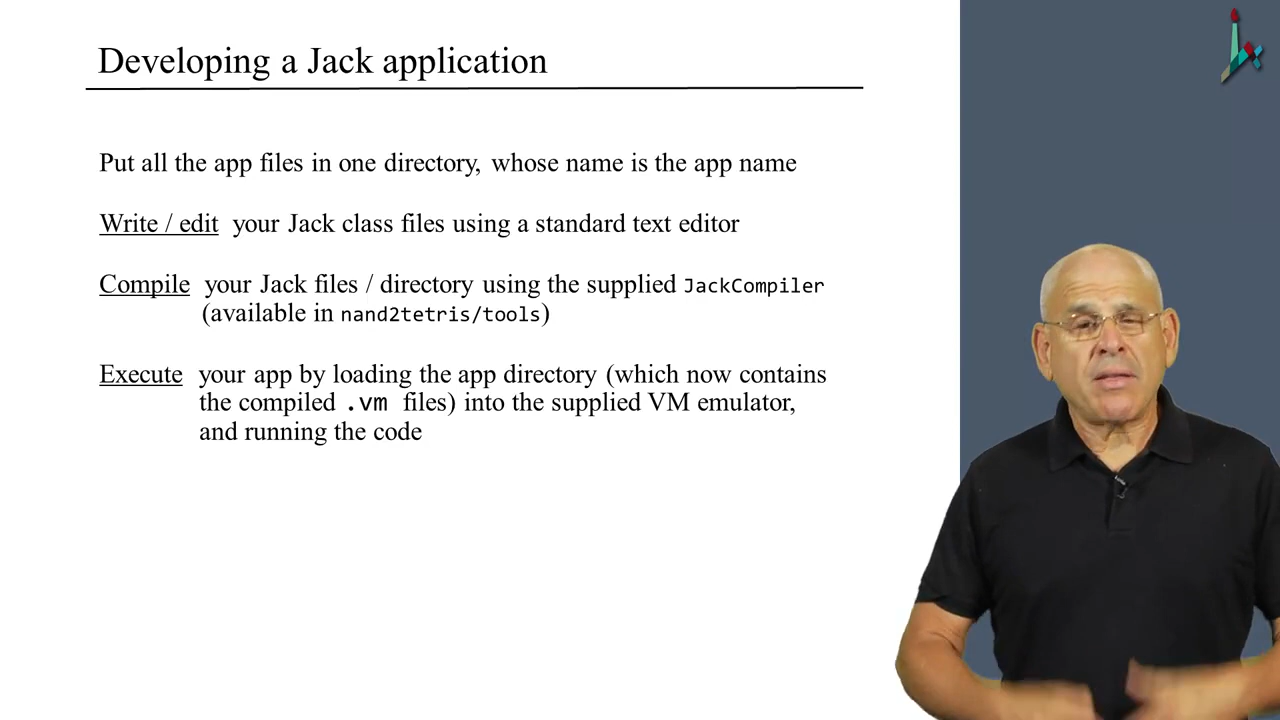 Developing a Jack application
Put all the app files in one directory, whose name is the app name
Write / edit your Jack class files using a standard text editor
Compile your Jack files / directory using the supplied JackCompiler
(available in nand2tetris/tools)
Execute your app by loading the app directory (which now contains
the compiled .vm files) into the supplied VM emulator,
and running the code